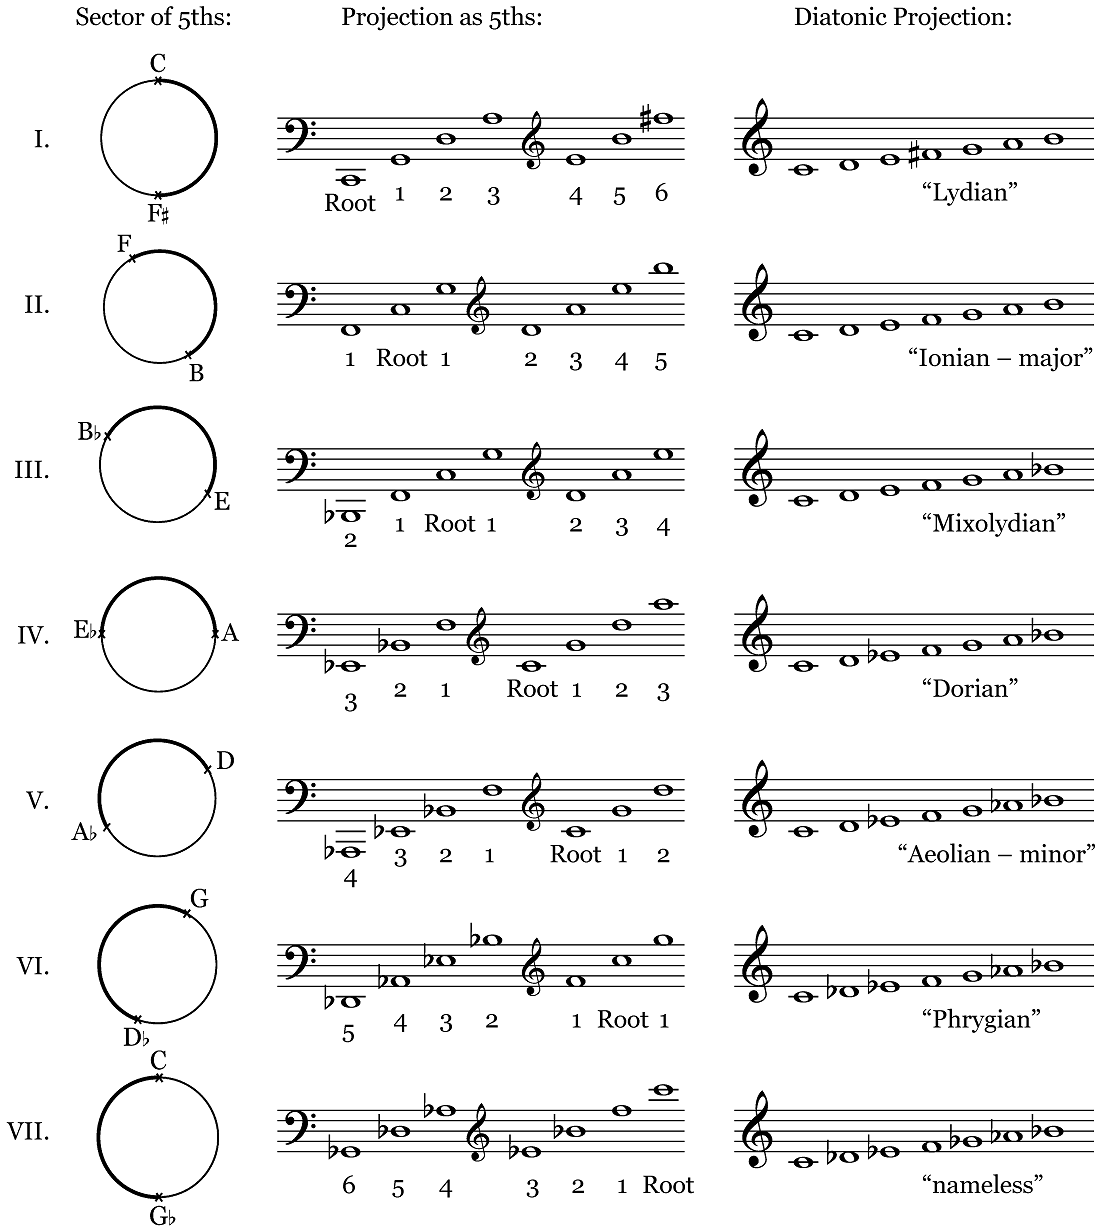 Sector of 5ths: Projection as 5ths: Diatonic Projection:
C
I.
F♯
Root 1 2 3 4 5 6
“Lydian”
F
II.
B
1 Root 1 2 3 4 5
“Ionian – major”
B♭
III.
E
2 1 Root 1 2 3 4
“Mixolydian”
IV. E♭ A
3 2 1 Root 1 2 3
“Dorian”
D
V.
A♭
4 3 2 1 Root 1 2
“Aeolian – minor”
G
VI.
D♭
5 4 3 2 1 Root 1
“Phrygian”
C
VII.
G♭
6 5 4 3 2 1 Root
“nameless”